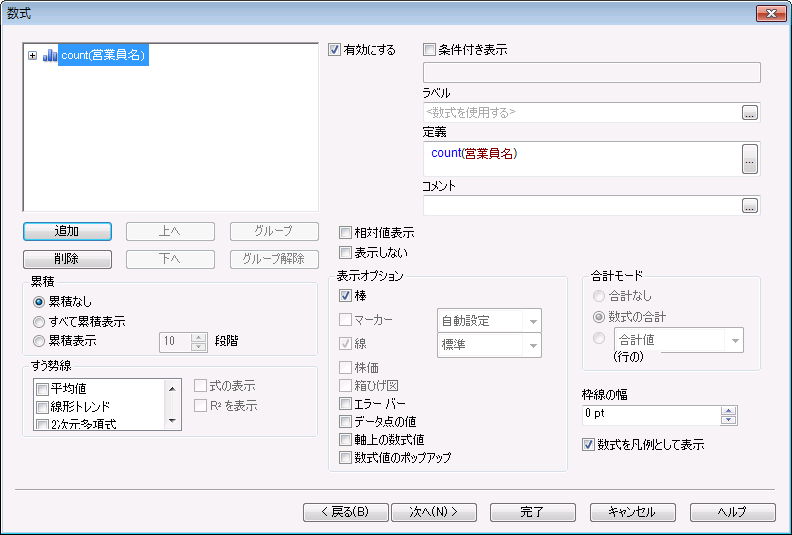 数式
count(営業員名)
有効にする
条件付き表示
ラベル
<数式を使用する>
...
定義
count(営業員名)
...
コメント
...
追加
上へ
グループ
削除
下へ
グループ解除
相対値表示
表示しない
累積
累積なし
すべて累積表示
累積表示
10
段階
すう勢線
平均値
線形トレンド
2次元多項式
式の表示
R²を表示
表示オプション
棒
マーカー
自動設定
線
標準
株価
箱ひげ図
エラー バー
データ点の値
軸上の数式値
数式値のポップアップ
合計モード
合計なし
数式の合計
合計値
(行の)
枠線の幅
0 pt
数式を凡例として表示
< 戻る(B)
次へ(N) >
完了
キャンセル
ヘルプ